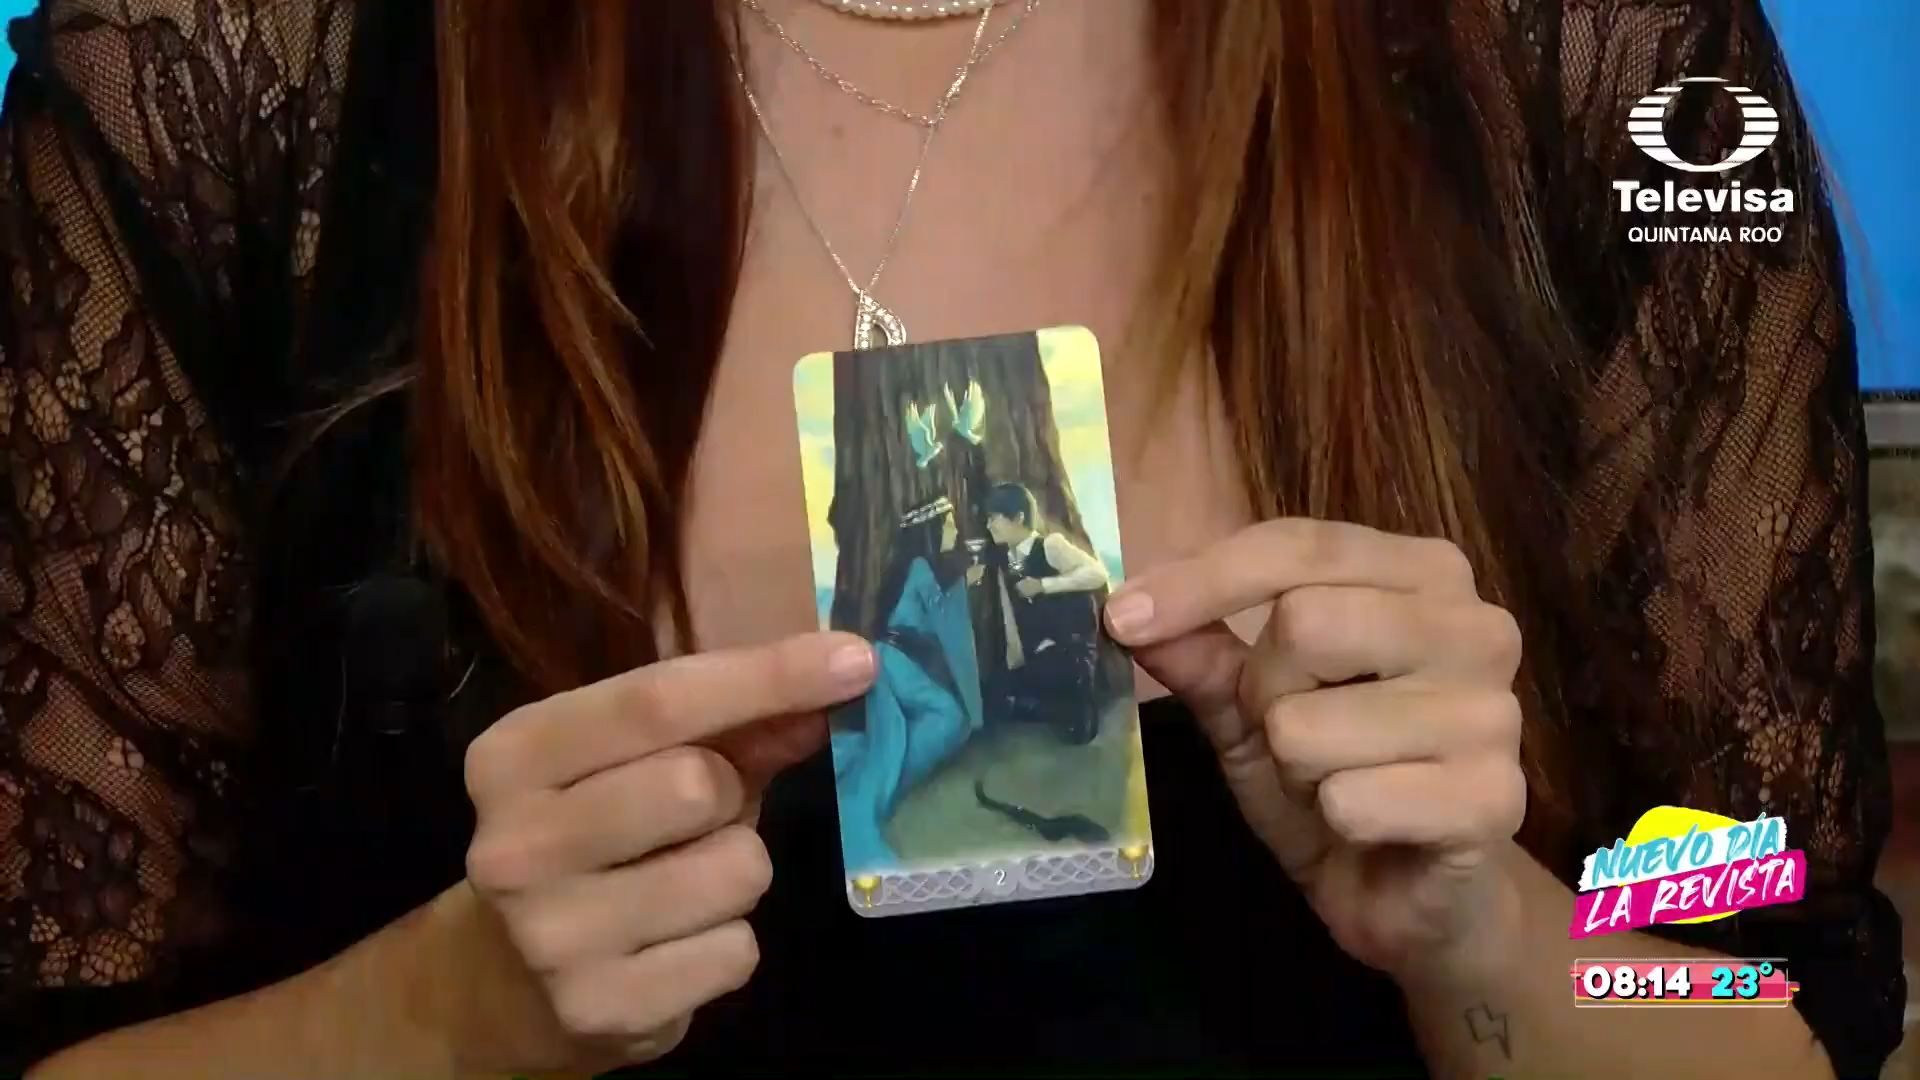 Televisa
QUINTANA ROO
2
NUEVO DÍA
LA REVISTA
08:14 23°